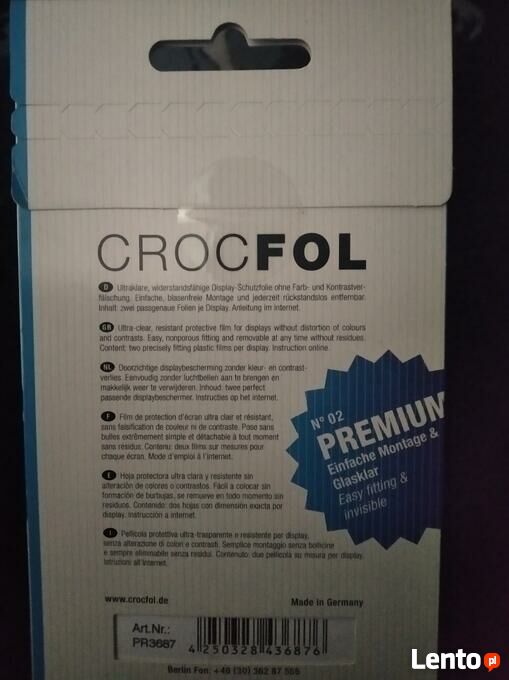 CROCFOL
D Ultraklare, widerstandsfähige Display-Schutzfolie ohne Farb- und Kontrastver-
fälschung. Einfache, blasenfreie Montage und jederzeit rückstandslos entfernbar.
Inhalt: zwei passgenaue Folien je Display. Anleitung im Internet.
GB Ultra-clear, resistant protective film for displays without distortion of colours
and contrasts. Easy, nonporous fitting and removable at any time without residues.
Content: two precisely fitting plastic films per display. Instruction online.
NL Doorzichtige displaybescherming zonder kleur- en contrast-
verlies. Eenvoudig zonder luchtbellen aan te brengen en
makkelijk weer te verwijderen. Inhoud: twee perfect
passende displaybeschermer. Instructies op het internet.
F Film de protection d'écran ultra clair et résistant,
sans falsification de couleur ni de contraste. Pose sans
bulles extrêmement simple et détachable à tout moment
sans résidus. Contenu: deux films sur mesures pour
chaque écran. Mode d'emploi à l'internet.
E Hoja protectora ultra clara y resistente sin
alteración de colores o contrastos. Fácil a colocar sin
formación de burbujas, se remueve en todo momento sin
residuos. Contenido: dos hojas con dimensión exacta por
display. Instrucción a internet.
I Pellicola protettiva ultra-trasparente e resistente per display,
senza alterazione di colori e contrasti. Semplice montaggio senza bollicine
e sempre eliminabile senza residui. Contenuto: due pellicola su misura per display.
Istruzioni all'internet.
Nº 02
PREMIUM
Einfache Montage &
Glasklar
Easy fitting &
invisible
www.crocfol.de
Made in Germany
Art.Nr.:
PR3687
4 250328 436876
Berlin Fon: +49 (30) 362 87 555
Lento pl